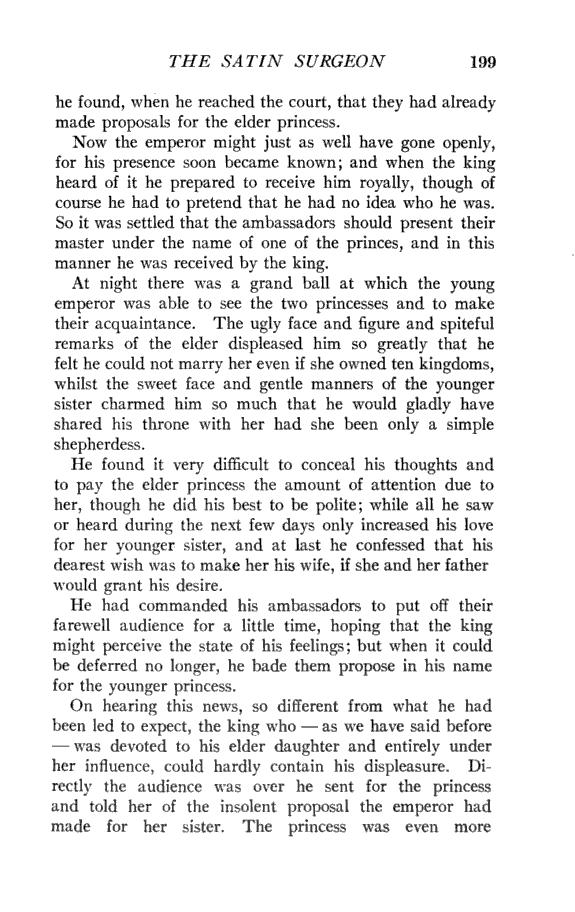 THE SATIN SURGEON 199
he found, when he reached the court, that they had already
made proposals for the elder princess.
Now the emperor might just as well have gone openly,
for his presence soon became known; and when the king
heard of it he prepared to receive him royally, though of
course he had to pretend that he had no idea who he was.
So it was settled that the ambassadors should present their
master under the name of one of the princes, and in this
manner he was received by the king.
At night there was a grand ball at which the young
emperor was able to see the two princesses and to make
their acquaintance. The ugly face and figure and spiteful
remarks of the elder displeased him so greatly that he
felt he could not marry her even if she owned ten kingdoms,
whilst the sweet face and gentle manners of the younger
sister charmed him so much that he would gladly have
shared his throne with her had she been only a simple
shepherdess.
He found it very difficult to conceal his thoughts and
to pay the elder princess the amount of attention due to
her, though he did his best to be polite; while all he saw
or heard during the next few days only increased his love
for her younger sister, and at last he confessed that his
dearest wish was to make her his wife, if she and her father
would grant his desire.
He had commanded his ambassadors to put off their
farewell audience for a little time, hoping that the king
might perceive the state of his feelings; but when it could
be deferred no longer, he bade them propose in his name
for the younger princess.
On hearing this news, so different from what he had
been led to expect, the king who — as we have said before
— was devoted to his elder daughter and entirely under
her influence, could hardly contain his displeasure. Di-
rectly the audience was over he sent for the princess
and told her of the insolent proposal the emperor had
made for her sister. The princess was even more